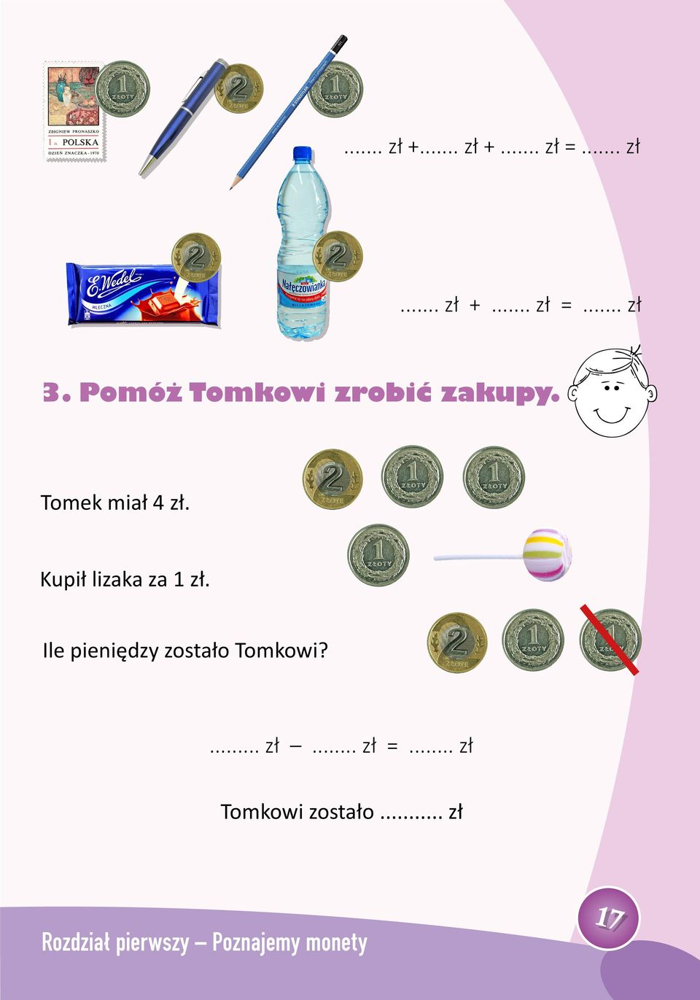 1
ZŁOTY
2
ZŁOTE
1
ZŁOTY
ZBIGNIEW PRONASZKO
1 zł POLSKA
DZIEŃ ZNACZKA-1970
STAEDTLER
... zł +... zł +... zł =... zł
2
ZŁOTE
2
ZŁOTE
E.Wedel
MLECZNA
Nałęczowianka
NIEGAZOWANA
... zł + ... zł = ... zł
3. Pomóż Tomkowi zrobić zakupy.
Tomek miał 4 zł.
2
ZŁOTE
1
ZŁOTY
1
ZŁOTY
Kupił lizaka za 1 zł.
1
ZŁOTY
Ile pieniędzy zostało Tomkowi?
2
ZŁOTE
1
ZŁOTY
1
ZŁOTY
........ zł – ....... zł = ....... zł
Tomkowi zostało ........... zł
17
Rozdział pierwszy – Poznajemy monety